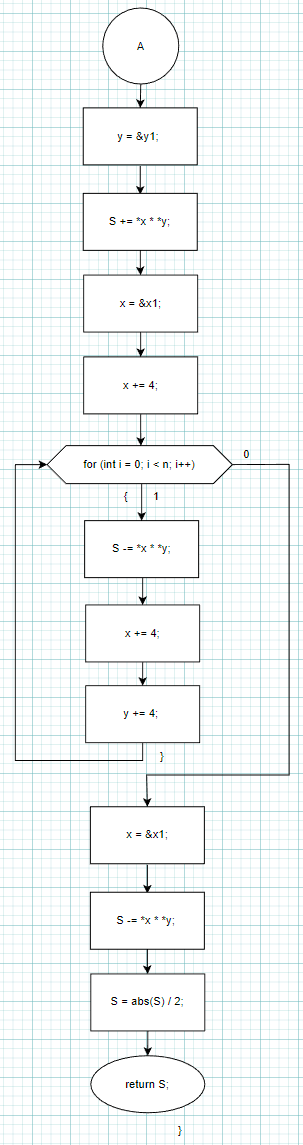 A
y = &y1;
S += *x * *y;
x = &x1;
x += 4;
for (int i = 0; i < n; i++)
0
{
1
S -= *x * *y;
x += 4;
y += 4;
}
x = &x1;
S -= *x * *y;
S = abs(S) / 2;
return S;
}